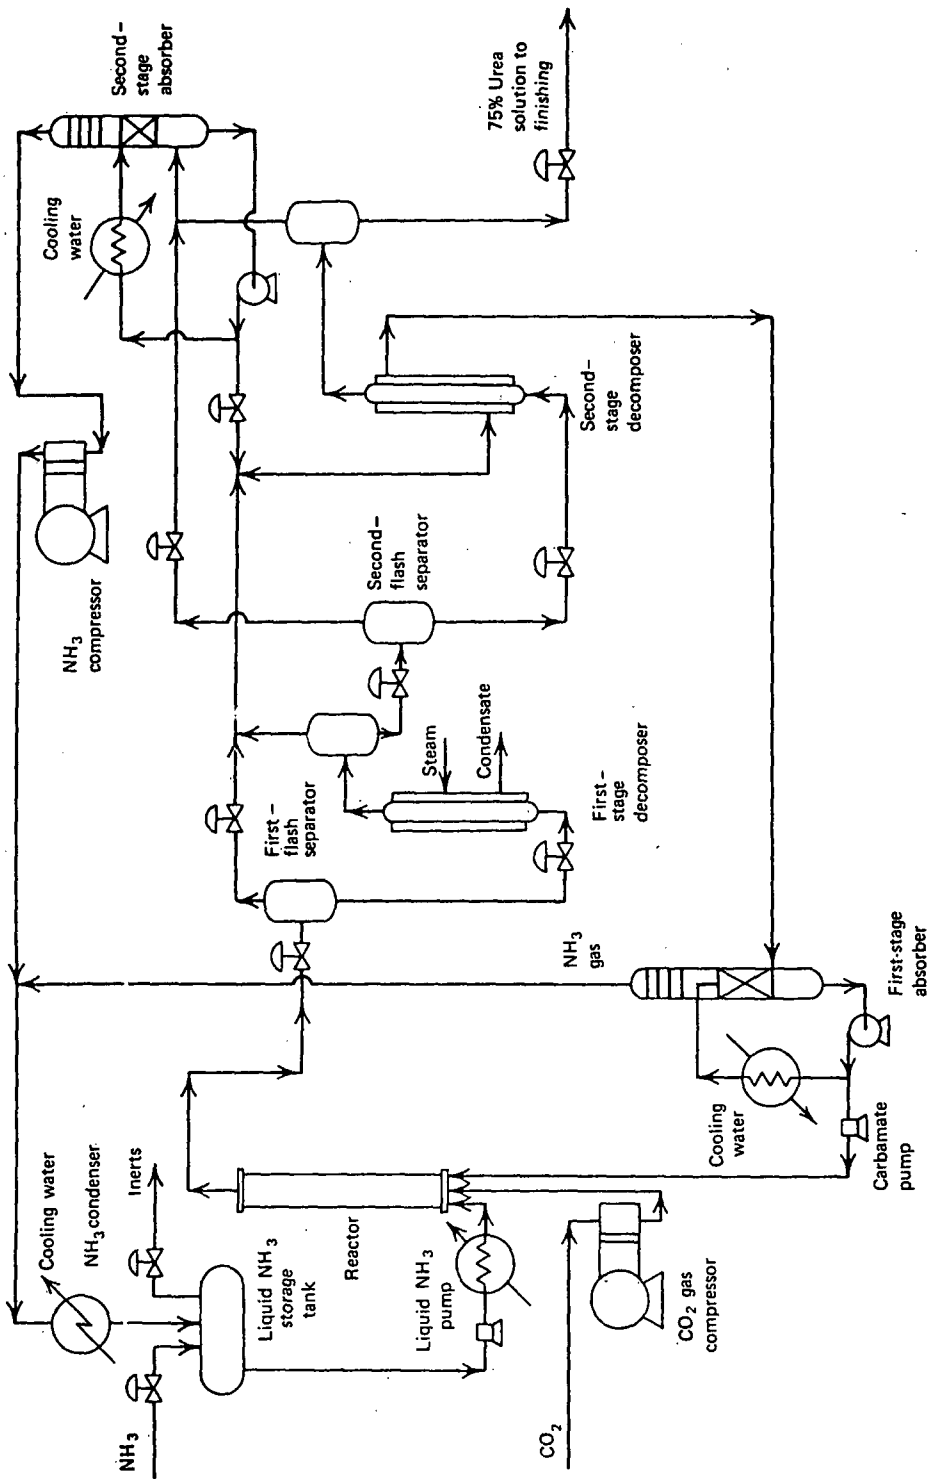 Second–
stage
absorber
Cooling
water
75% Urea
solution to
finishing
NH₃
compressor
Second–
flash
separator
Second–
stage
decomposer
First–
flash
separator
Steam
Condensate
First–
stage
decomposer
NH₃
gas
First-stage
absorber
Cooling
water
Carbamate
pump
Cooling water
NH₃ condenser
Inerts
Liquid NH₃
storage
tank
Reactor
Liquid NH₃
pump
CO₂ gas
compressor
NH₃
CO₂